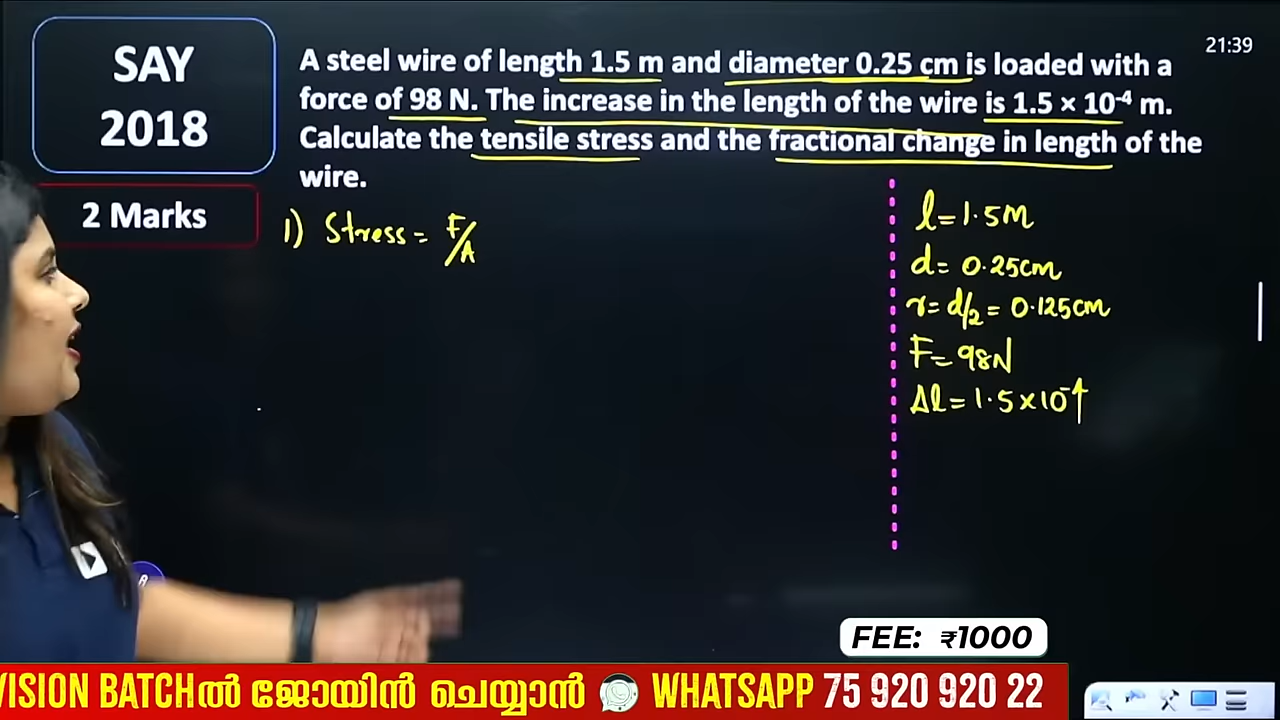 SAY
2018
2 Marks
21:39
A steel wire of length 1.5 m and diameter 0.25 cm is loaded with a
force of 98 N. The increase in the length of the wire is 1.5 × 10⁻⁴ m.
Calculate the tensile stress and the fractional change in length of the
wire.
1) Stress = F/A
l = 1.5m
d = 0.25cm
r = d/2 = 0.125cm
F = 98N
Δl = 1.5×10⁻⁴
FEE: ₹1000
VISION BATCHൽ ജോയിൻ ചെയ്യാൻ WHATSAPP 75 920 920 22